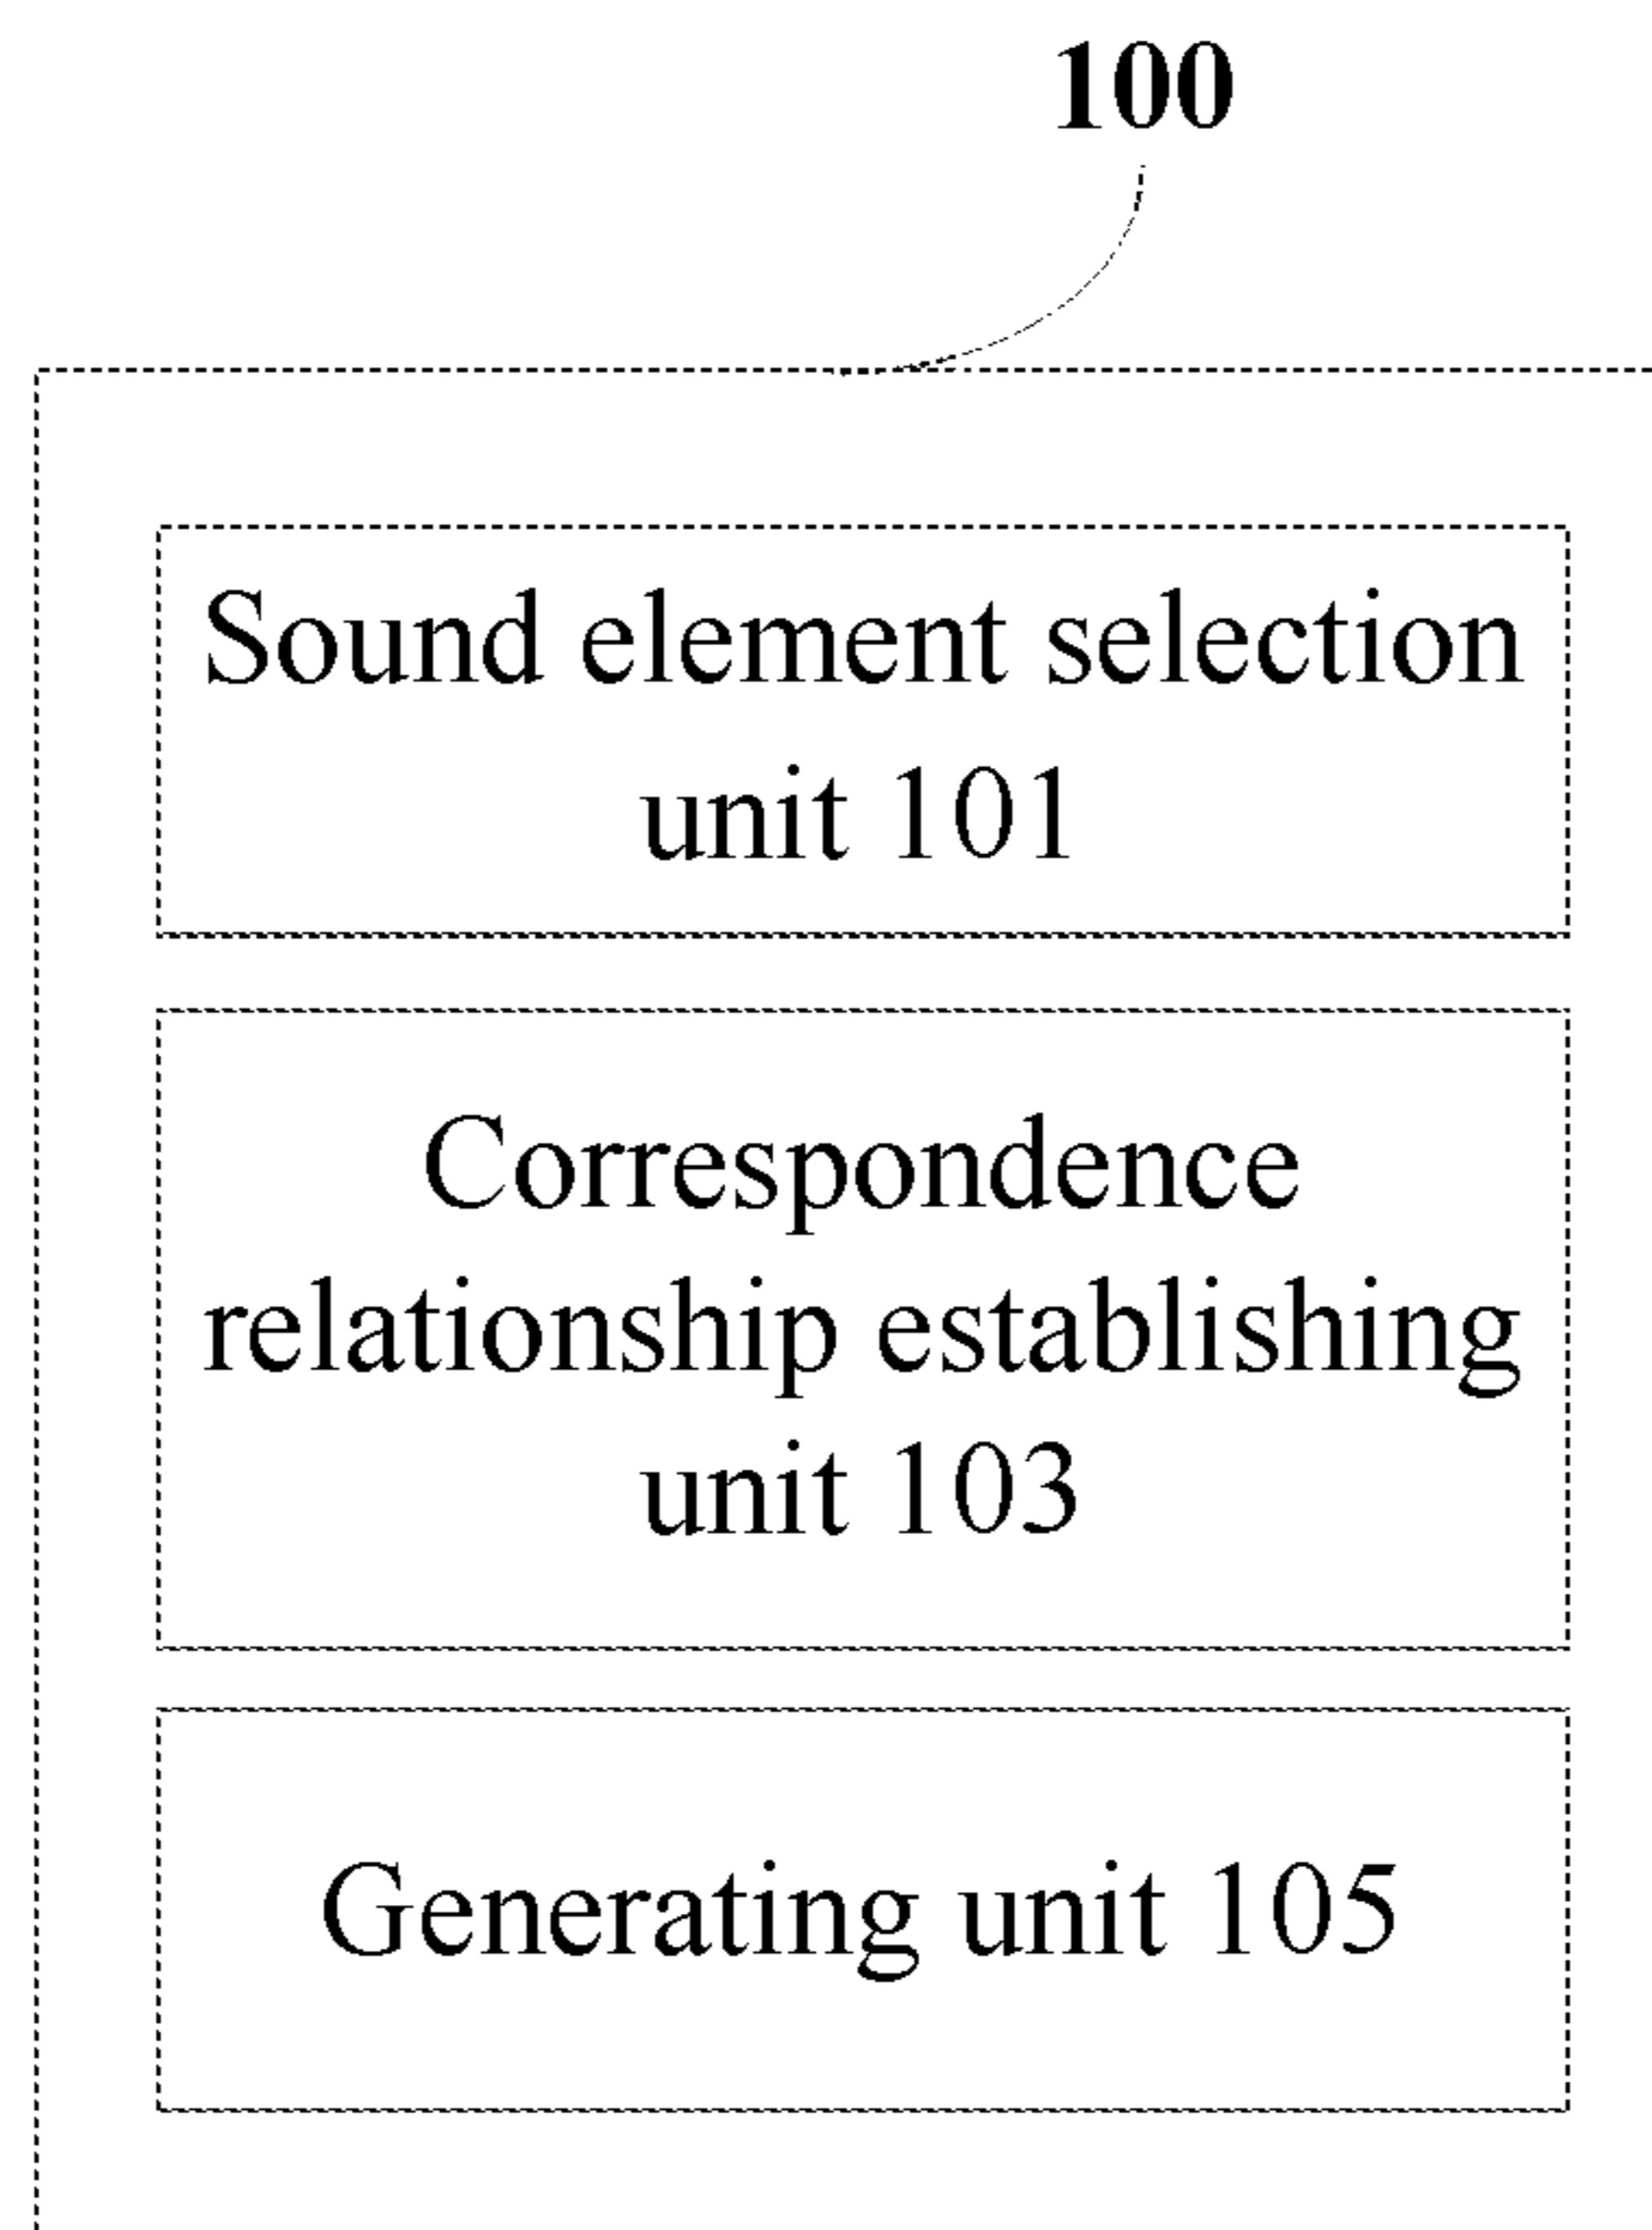 100
Sound element selection
unit 101
Correspondence
relationship establishing
unit 103
Generating unit 105